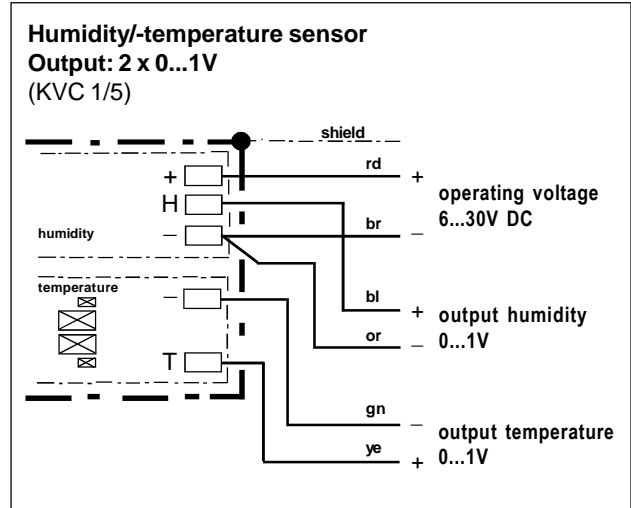 Humidity/-temperature sensor
Output: 2 x 0...1V
(KVC 1/5)
shield
+ rd +
operating voltage
6...30V DC
H
humidity – br –
temperature
– bl + output humidity
or – 0...1V
T
gn – output temperature
ye + 0...1V